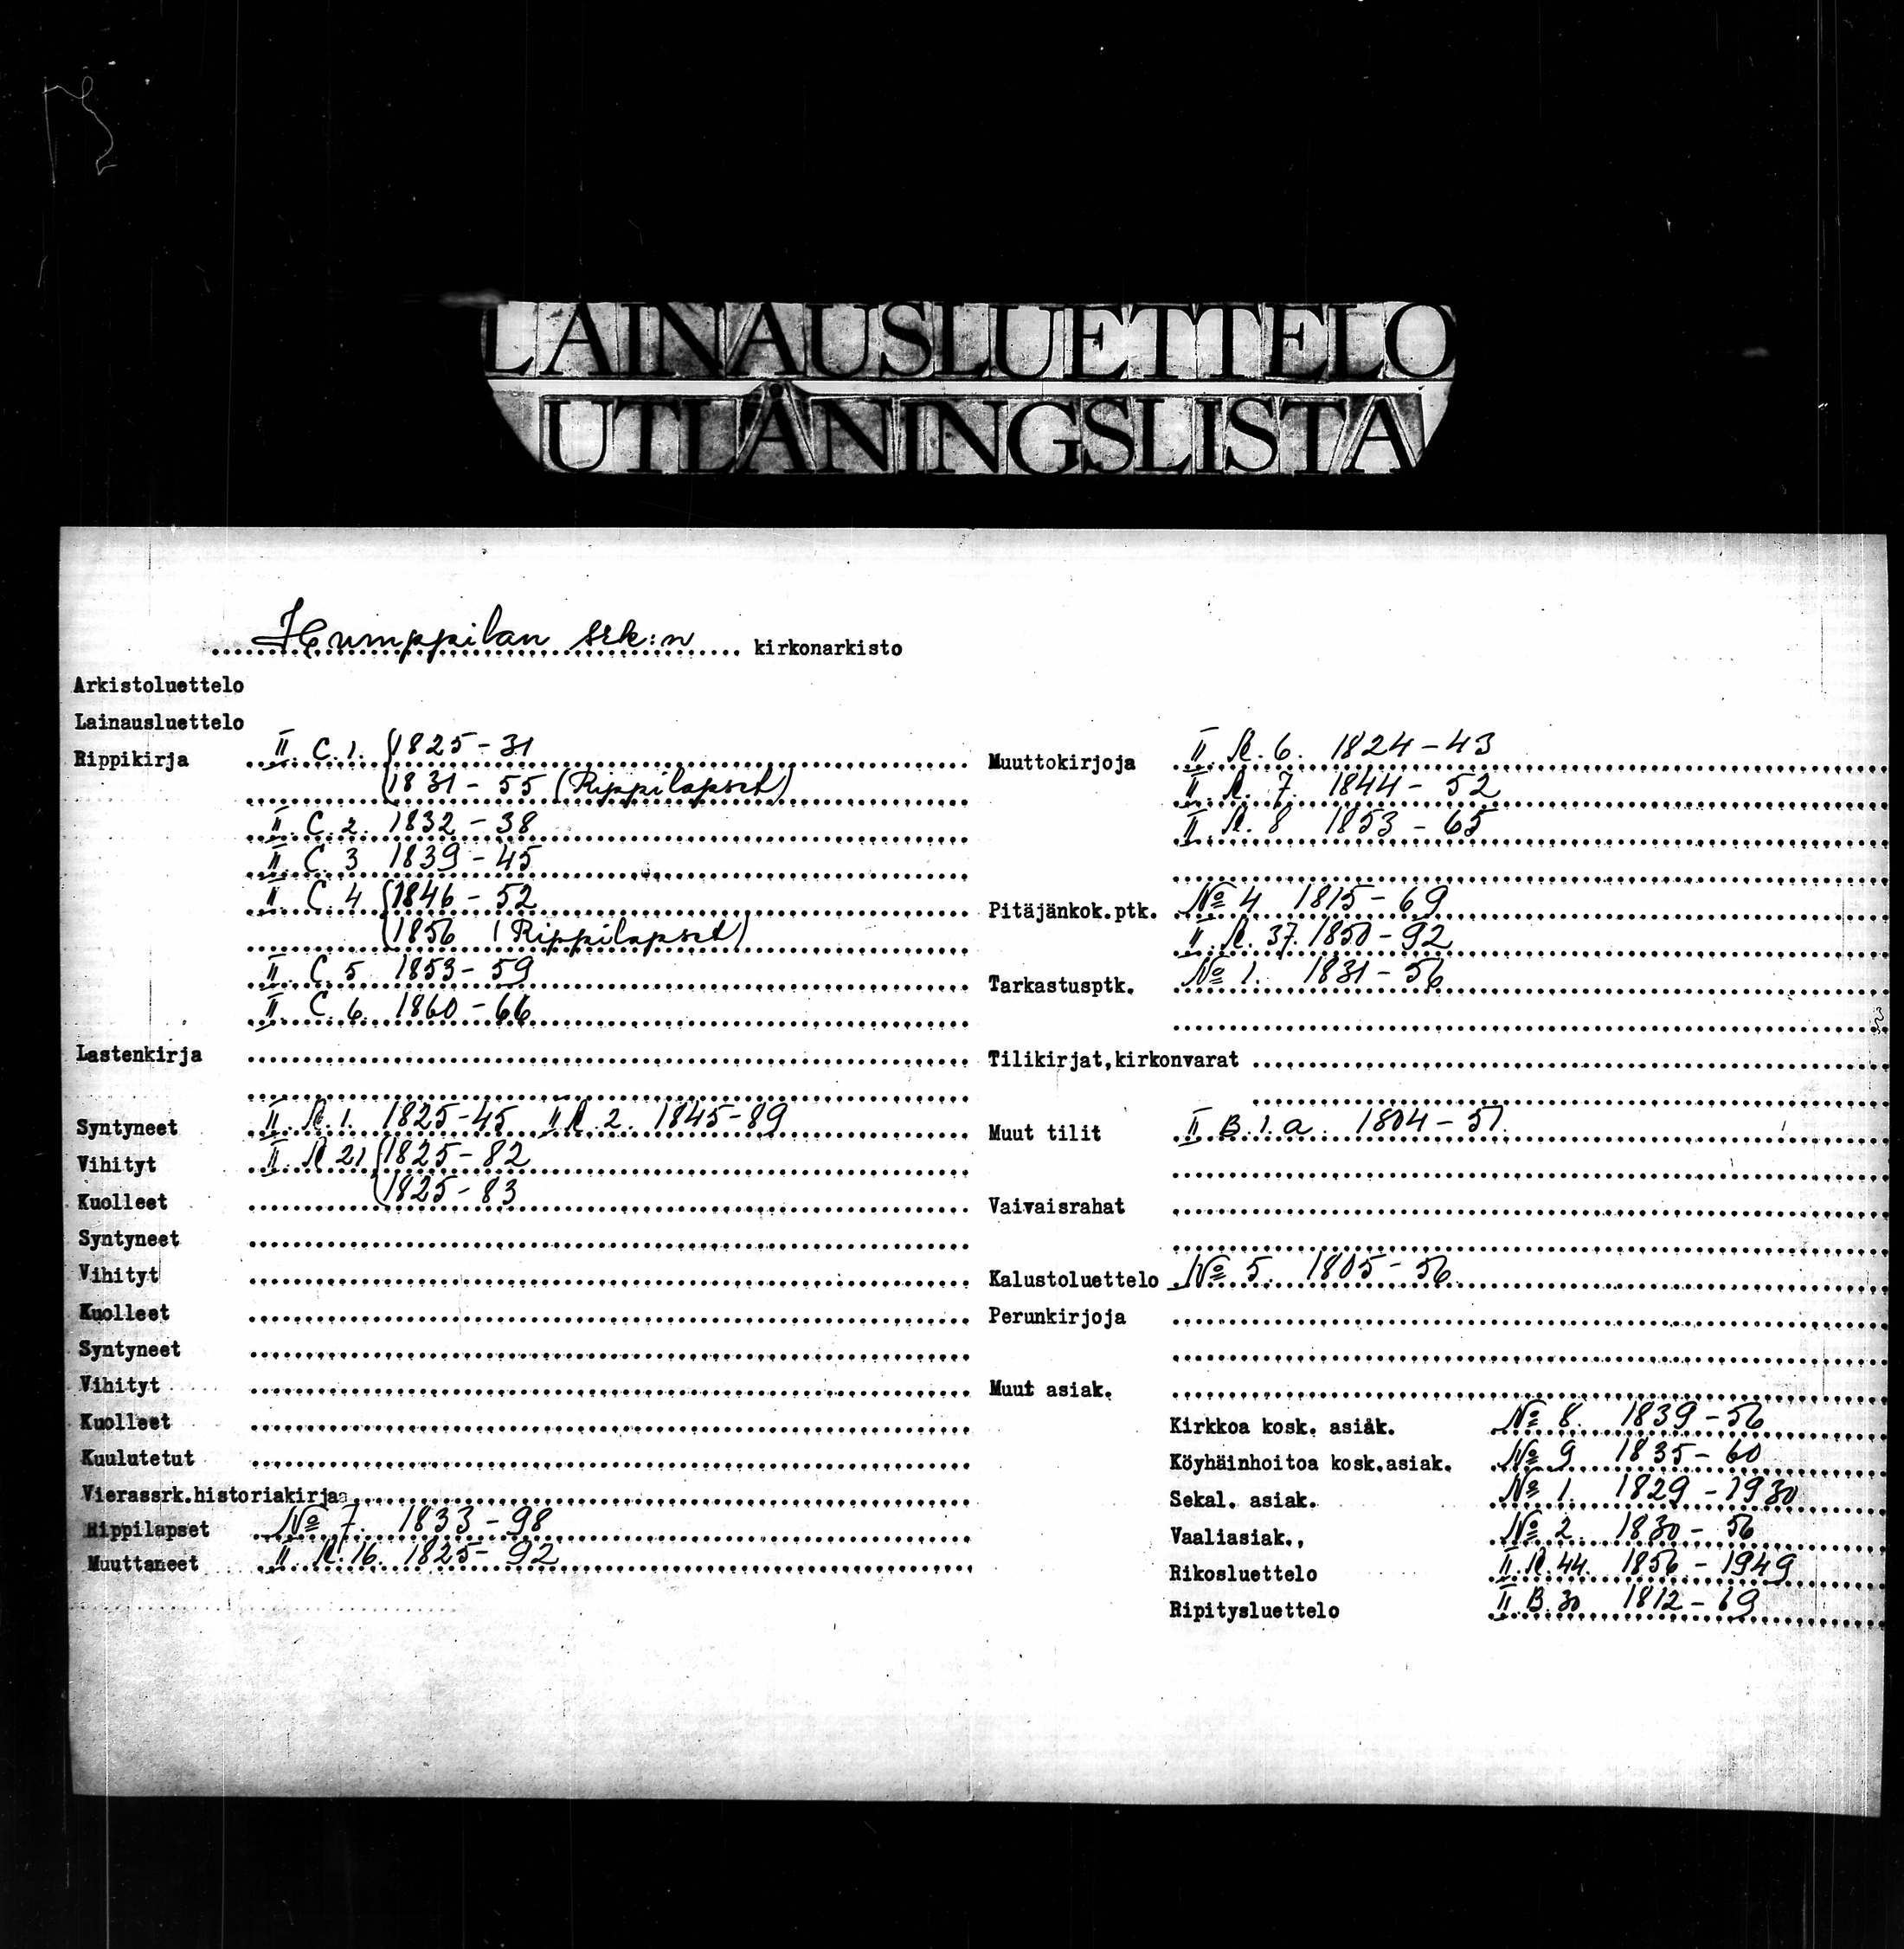 LAINAUSLUETTELO
UTLÅNINGSLISTA
Humppilan srk:n kirkonarkisto
Arkistoluettelo
Lainausluettelo
Rippikirja II. C. 1. 1825-31
1831-55 (Rippilapset)
II. C. 2. 1832-38
II. C. 3 1839-45
II. C. 4 1846-52
1856 (Rippilapset)
II. C. 5 1853-59
II. C. 6. 1860-66
Lastenkirja
Syntyneet II. R. 1. 1825-45 II R. 2. 1845-89
Vihityt II. R 21 1825-82
Kuolleet 1825-83
Syntyneet
Vihityt
Kuolleet
Syntyneet
Vihityt
Kuolleet
Kuulutetut
Vierassrk.historiakirjaa
Rippilapset No 7. 1833-98
Muuttaneet II. R. 16. 1825-92
Muuttokirjoja II. R. 6. 1824-43
II. R. 7. 1844-52
II. R. 8 1853-65
Pitäjänkok.ptk. No 4 1815-69
II. R. 37. 1850-92
Tarkastusptk. No 1. 1831-56
Tilikirjat,kirkonvarat
Muut tilit II B. 1. a. 1804-51.
Vaivaisrahat
Kalustoluettelo No 5. 1805-56
Perunkirjoja
Muut asiak.
Kirkkoa kosk. asiak. No 8. 1839-56
Köyhäinhoitoa kosk.asiak. No 9 1835-60
Sekal. asiak. No 1. 1829-1930
Vaaliasiak., No 2. 1830-56
Rikosluettelo II. R. 44. 1856-1949
Ripitysluettelo II. B. 30 1812-69